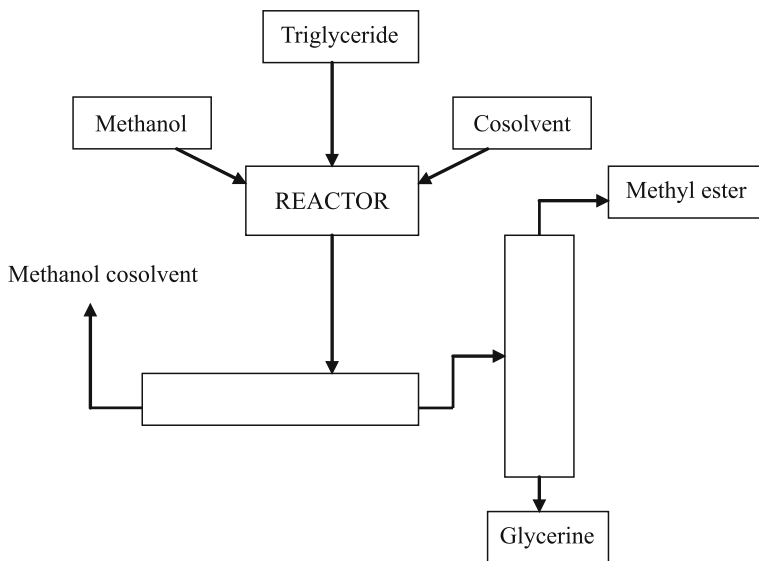 Triglyceride
Methanol
Cosolvent
REACTOR
Methyl ester
Methanol cosolvent
Glycerine